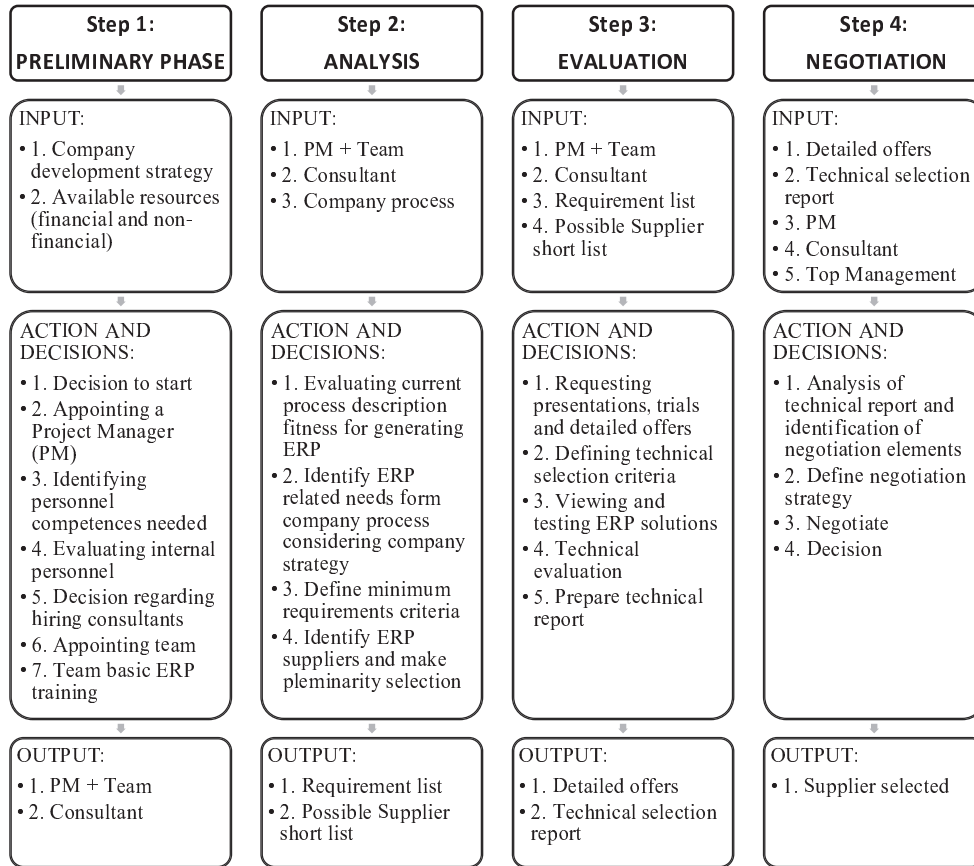 Step 1:
PRELIMINARY PHASE
INPUT:
• 1. Company
development strategy
• 2. Available resources
(financial and non-
financial)
ACTION AND
DECISIONS:
• 1. Decision to start
• 2. Appointing a
Project Manager
(PM)
• 3. Identifying
personnel
competences needed
• 4. Evaluating internal
personnel
• 5. Decision regarding
hiring consultants
• 6. Appointing team
• 7. Team basic ERP
training
OUTPUT:
• 1. PM + Team
• 2. Consultant
Step 2:
ANALYSIS
INPUT:
• 1. PM + Team
• 2. Consultant
• 3. Company process
ACTION AND
DECISIONS:
• 1. Evaluating current
process description
fitness for generating
ERP
• 2. Identify ERP
related needs form
company process
considering company
strategy
• 3. Define minimum
requirements criteria
• 4. Identify ERP
suppliers and make
pleminarity selection
OUTPUT:
• 1. Requirement list
• 2. Possible Supplier
short list
Step 3:
EVALUATION
INPUT:
• 1. PM + Team
• 2. Consultant
• 3. Requirement list
• 4. Possible Supplier
short list
ACTION AND
DECISIONS:
• 1. Requesting
presentations, trials
and detailed offers
• 2. Defining technical
selection criteria
• 3. Viewing and
testing ERP solutions
• 4. Technical
evaluation
• 5. Prepare technical
report
OUTPUT:
• 1. Detailed offers
• 2. Technical selection
report
Step 4:
NEGOTIATION
INPUT:
• 1. Detailed offers
• 2. Technical selection
report
• 3. PM
• 4. Consultant
• 5. Top Management
ACTION AND
DECISIONS:
• 1. Analysis of
technical report and
identification of
negotiation elements
• 2. Define negotiation
strategy
• 3. Negotiate
• 4. Decision
OUTPUT:
• 1. Supplier selected